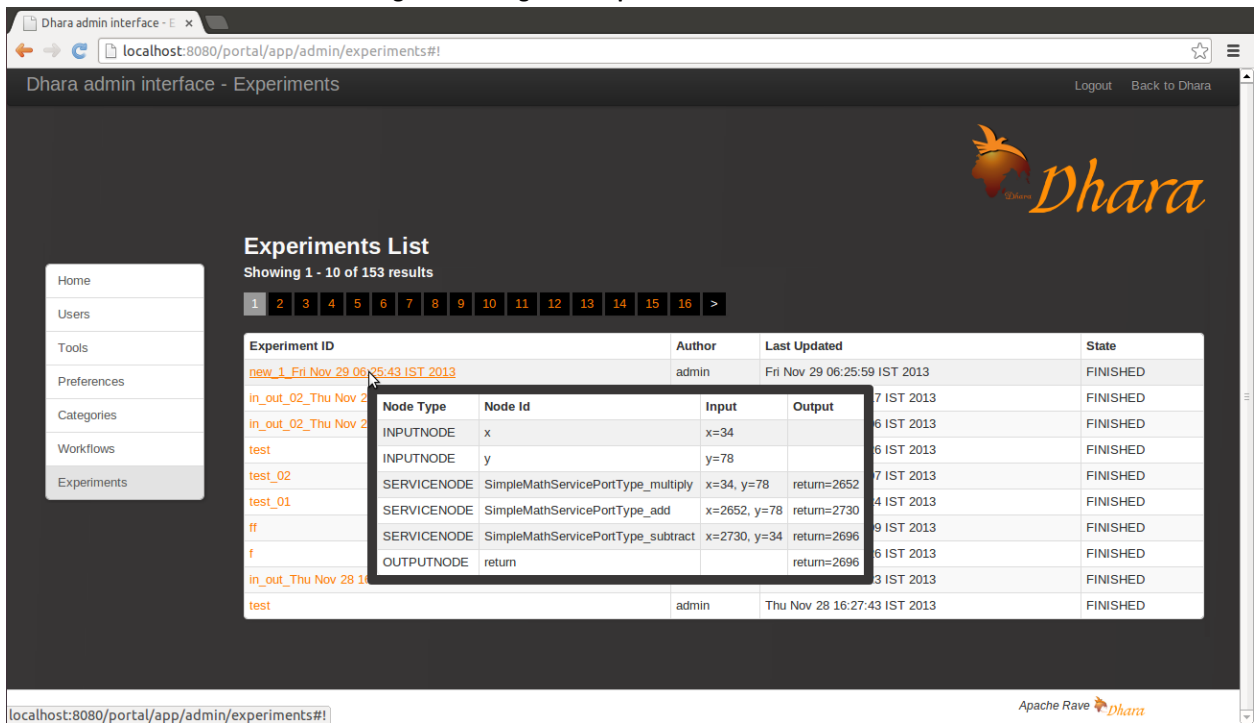 Dhara admin interface - E
localhost:8080/portal/app/admin/experiments#!
Dhara admin interface - Experiments
Logout Back to Dhara
Dhara
Dhara
Experiments List
Showing 1 - 10 of 153 results
1 2 3 4 5 6 7 8 9 10 11 12 13 14 15 16 >
Home
Users
Tools
Preferences
Categories
Workflows
Experiments
Experiment ID Author Last Updated State
new_1_Fri Nov 29 06:25:43 IST 2013 admin Fri Nov 29 06:25:59 IST 2013 FINISHED
in_out_02_Thu Nov 2 7 IST 2013 FINISHED
in_out_02_Thu Nov 2 6 IST 2013 FINISHED
test 6 IST 2013 FINISHED
test_02 7 IST 2013 FINISHED
test_01 4 IST 2013 FINISHED
ff 9 IST 2013 FINISHED
f 6 IST 2013 FINISHED
in_out_Thu Nov 28 16 3 IST 2013 FINISHED
test admin Thu Nov 28 16:27:43 IST 2013 FINISHED
Node Type Node Id Input Output
INPUTNODE x x=34
INPUTNODE y y=78
SERVICENODE SimpleMathServicePortType_multiply x=34, y=78 return=2652
SERVICENODE SimpleMathServicePortType_add x=2652, y=78 return=2730
SERVICENODE SimpleMathServicePortType_subtract x=2730, y=34 return=2696
OUTPUTNODE return return=2696
Apache Rave Dhara
localhost:8080/portal/app/admin/experiments#!